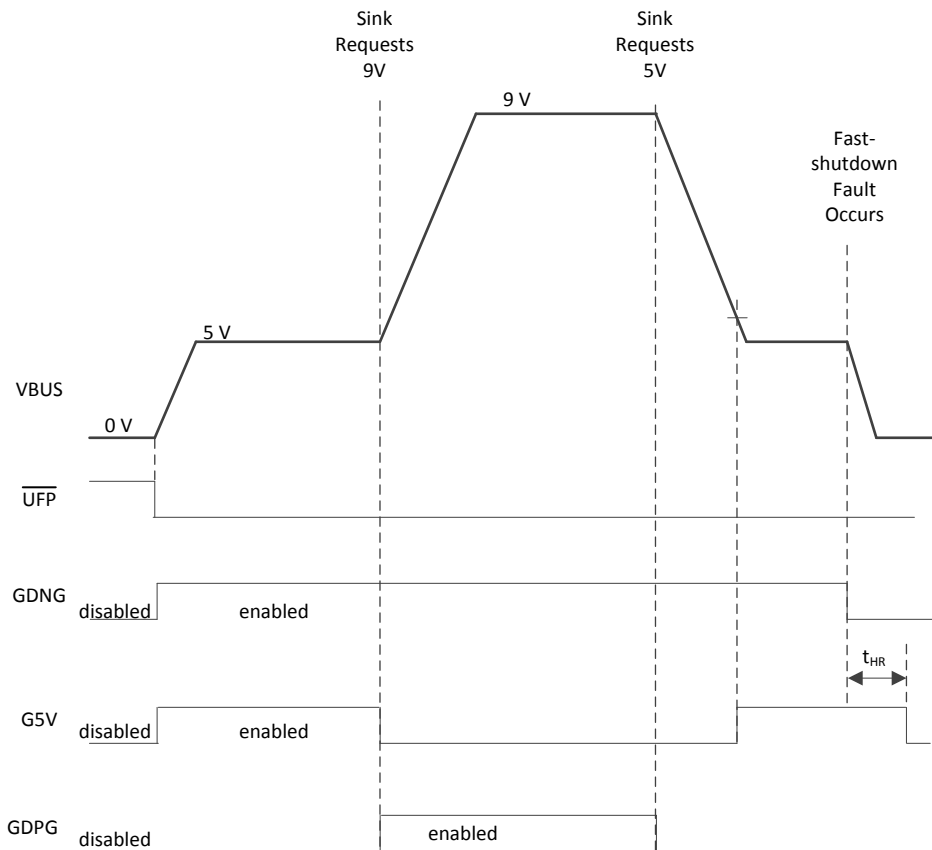 Sink
Requests
9V
Sink
Requests
5V
9 V
Fast-
shutdown
Fault
Occurs
5 V
VBUS
0 V
UFP
GDNG
disabled
enabled
tHR
G5V
disabled
enabled
GDPG
disabled
enabled